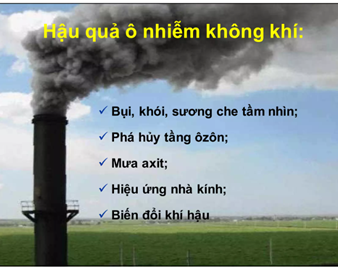 Hậu quả ô nhiễm không khí:
✓ Bụi, khói, sương che tầm nhìn;
✓ Phá hủy tầng ôzôn;
✓ Mưa axit;
✓ Hiệu ứng nhà kính;
✓ Biến đổi khí hậu